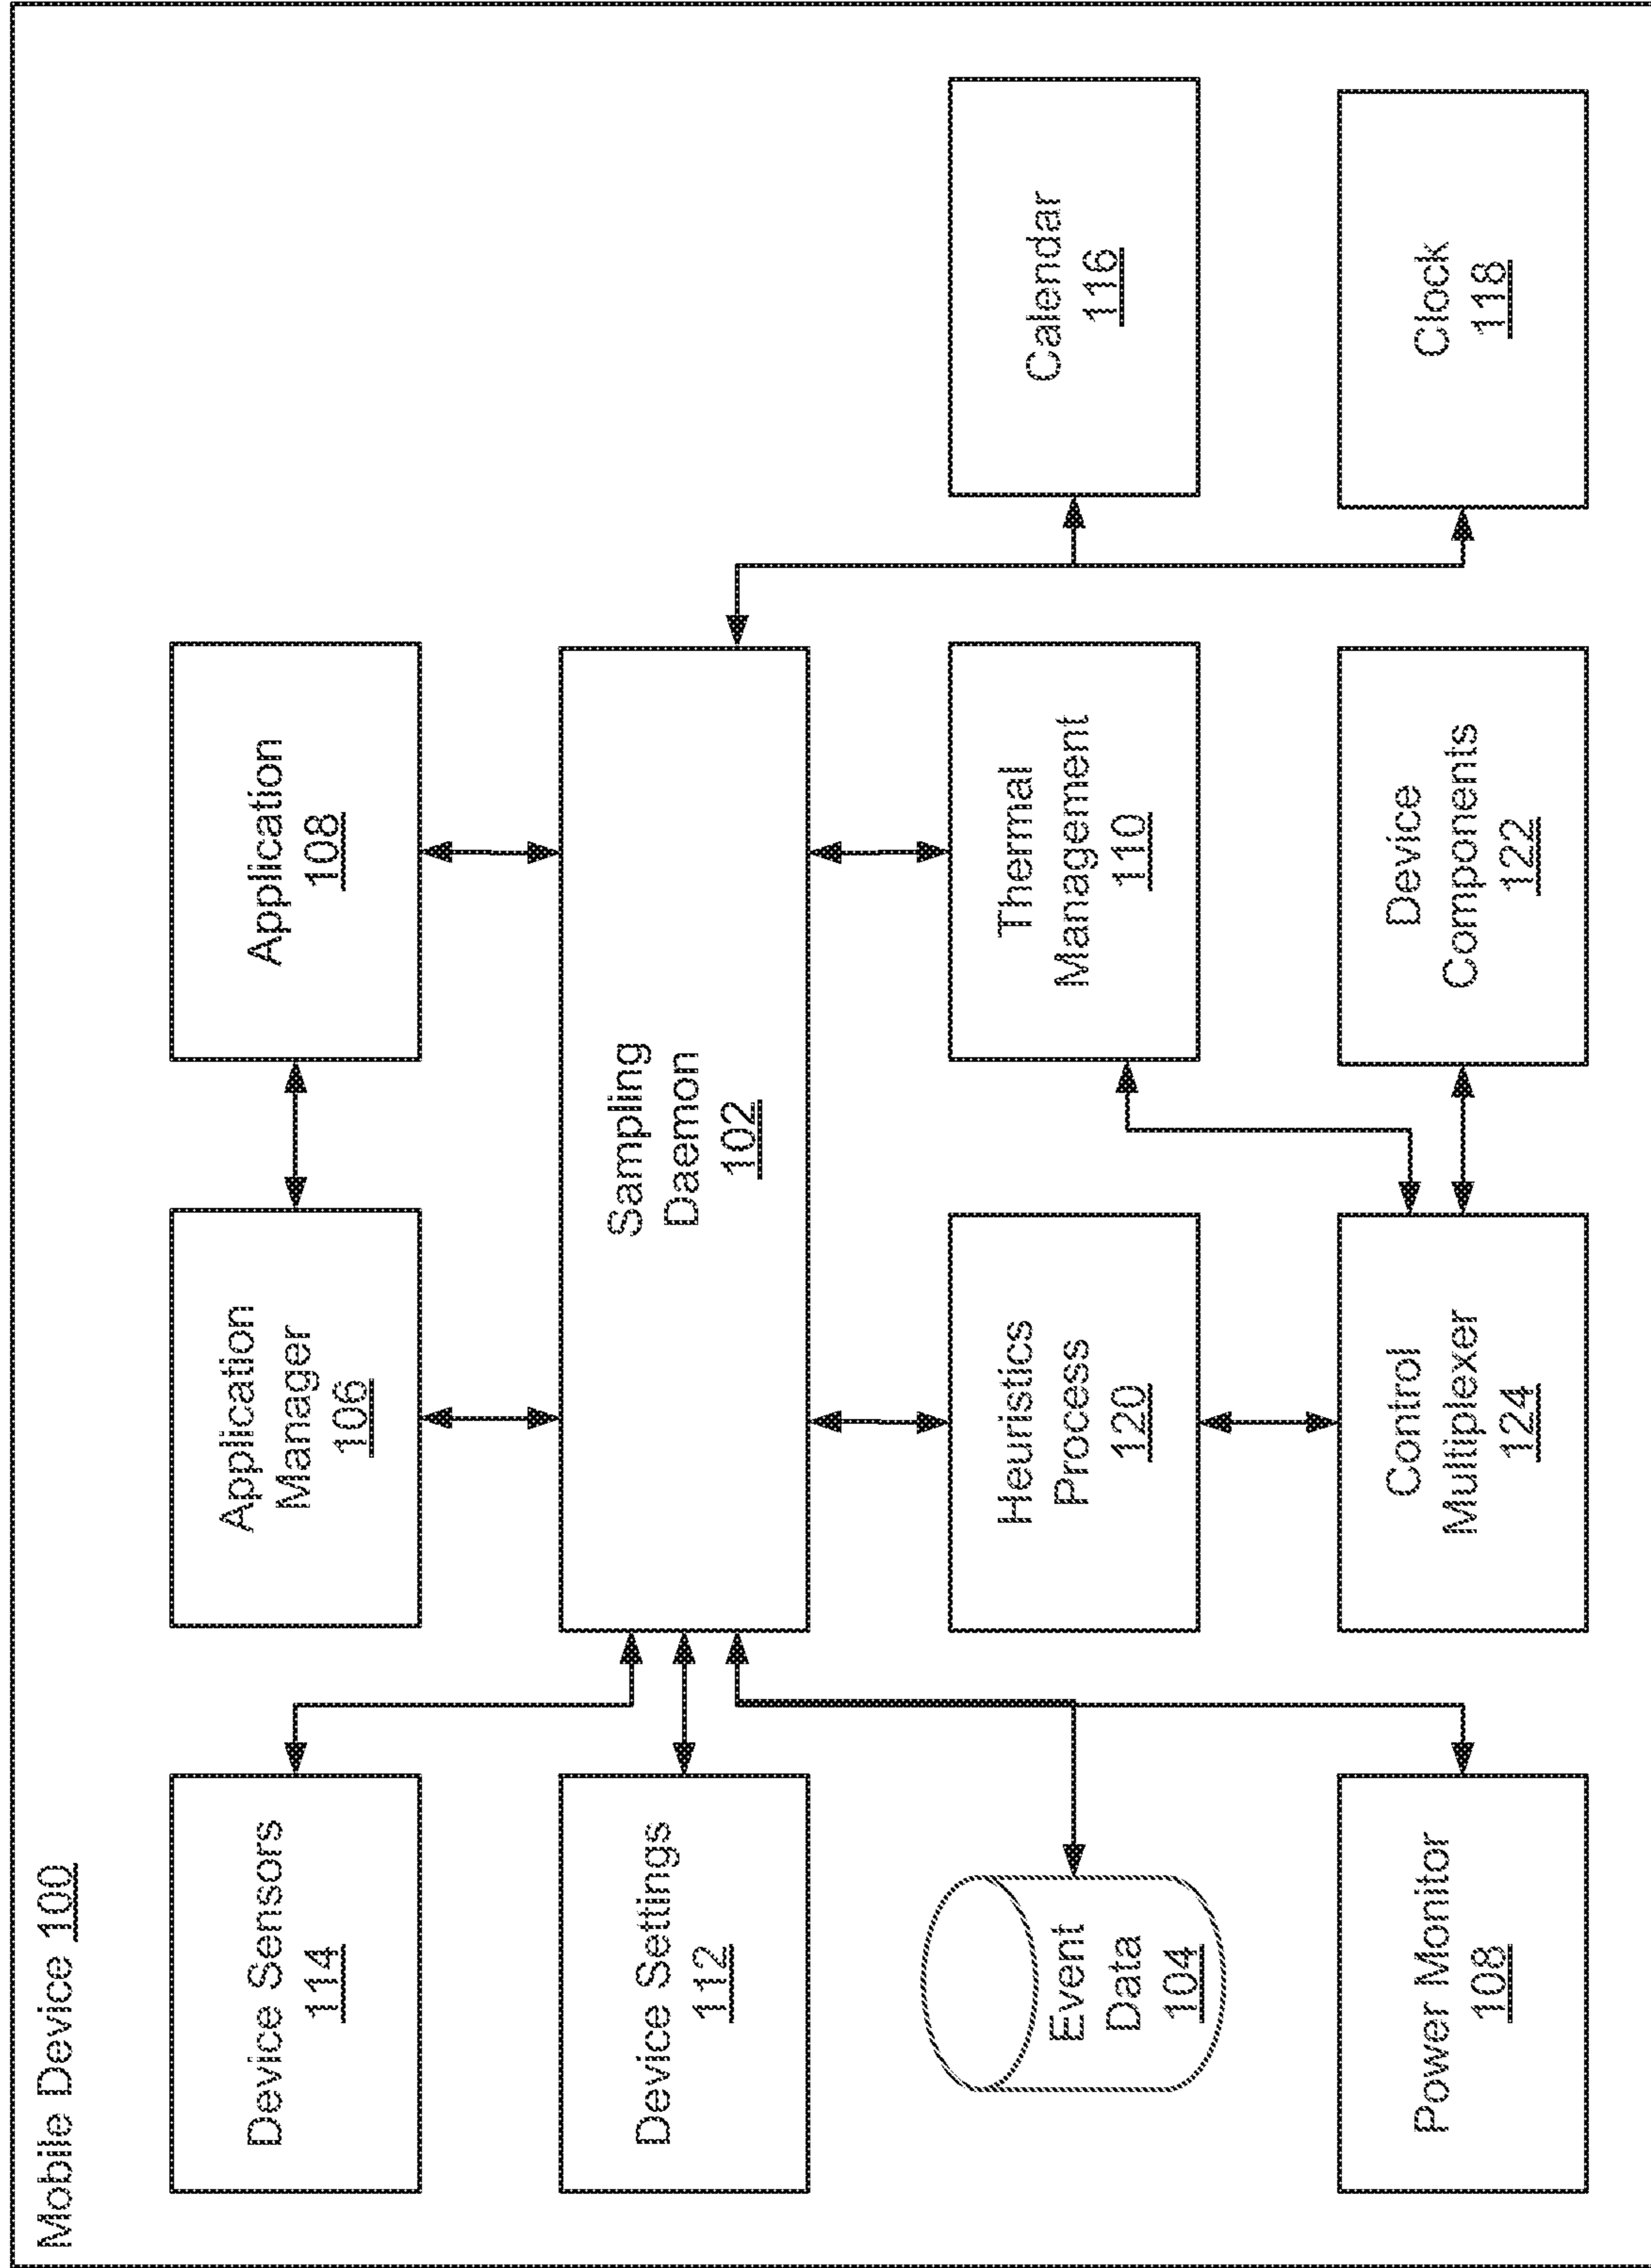 Mobile Device 100
Device Sensors
114
Application
Manager
106
Application
108
Device Settings
112
Sampling
Daemon
102
Event
Data
104
Heuristics
Process
120
Thermal
Management
110
Calendar
116
Power Monitor
108
Control
Multiplexer
124
Device
Components
122
Clock
118